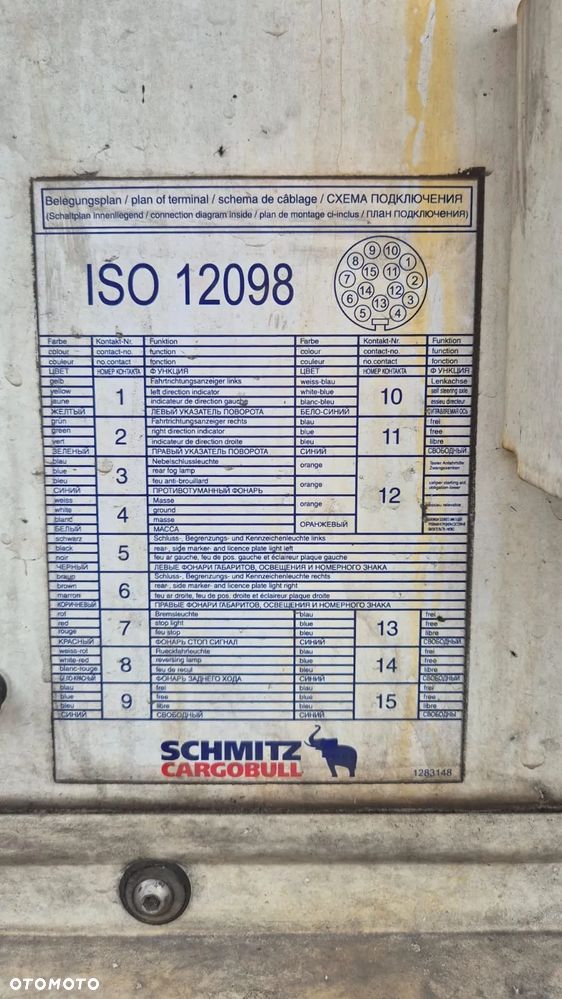 Belegungsplan / plan of terminal / schema de câblage / СХЕМА ПОДКЛЮЧЕНИЯ
(Schaltplan innenliegend / connection diagram inside / plan de montage ci-inclus / ПЛАН ПОДКЛЮЧЕНИЯ)
ISO 12098
9 10
8 1
7 15 11 2
14 12
6 13 3
5 4
Farbe Kontakt-Nr. Funktion Farbe Kontakt-Nr. Funktion
colour contact-no. function colour contact-no. function
couleur no.contact fonction couleur no.contact fonction
ЦВЕТ НОМЕР КОНТАКТА ФУНКЦИЯ ЦВЕТ НОМЕР КОНТАКТА ФУНКЦИЯ
gelb Fahrtrichtungsanzeiger links weiss-blau Lenkachse
yellow 1 left direction indicator white-blue 10 self steering axle
jaune indicateur de direction gauche blanc-bleu essieu directeur
ЖЕЛТЫЙ ЛЕВЫЙ УКАЗАТЕЛЬ ПОВОРОТА БЕЛО-СИНИЙ
grün Fahrtrichtungsanzeiger rechts blau frei
green 2 right direction indicator blue 11 free
vert indicateur de direction droite bleu libre
ЗЕЛЕНЫЙ ПРАВЫЙ УКАЗАТЕЛЬ ПОВОРОТА СИНИЙ СВОБОДНЫЙ
blau Nebelschlussleuchte
blue 3 rear fog lamp orange
bleu feu anti-brouillard
СИНИЙ ПРОТИВОТУМАННЫЙ ФОНАРЬ
weiss Masse orange 12
white 4 ground
bland masse
БЕЛЫЙ МАССА ОРАНЖЕВЫЙ
schwarz Schluss-, Begrenzungs- und Kennzeichenleuchte links
black 5 rear-, side marker- and licence plate light left
noir feu ar gauche, feu de pos. gauche et éclaireur plaque gauche
ЧЕРНЫЙ ЛЕВЫЕ ФОНАРИ ГАБАРИТОВ, ОСВЕЩЕНИЯ И НОМЕРНОГО ЗНАКА
braun Schluss-, Begrenzungs- und Kennzeichenleuchte rechts
brown 6 rear-, side marker- and licence plate light right
marron feu ar droite, feu de pos. droite et éclaireur plaque droite
КОРИЧНЕВЫЙ ПРАВЫЕ ФОНАРИ ГАБАРИТОВ, ОСВЕЩЕНИЯ И НОМЕРНОГО ЗНАКА
rot Bremsleuchte blau frei
red 7 stop light blue 13 free
rouge feu stop bleu libre
КРАСНЫЙ ФОНАРЬ СТОП СИГНАЛ СИНИЙ СВОБОДНЫЙ
weiss-rot Rueckfahrleuchte blau frei
white-red 8 reversing lamp blue 14 free
blanc-rouge feu de recul bleu libre
ФОНАРЬ ЗАДНЕГО ХОДА СИНИЙ СВОБОДНЫЙ
blau frei blau frei
blue 9 free blue 15 free
bleu libre bleu libre
СИНИЙ СВОБОДНЫЙ СИНИЙ СВОБОДНЫ
SCHMITZ
CARGOBULL
1283148
OTOMOTO